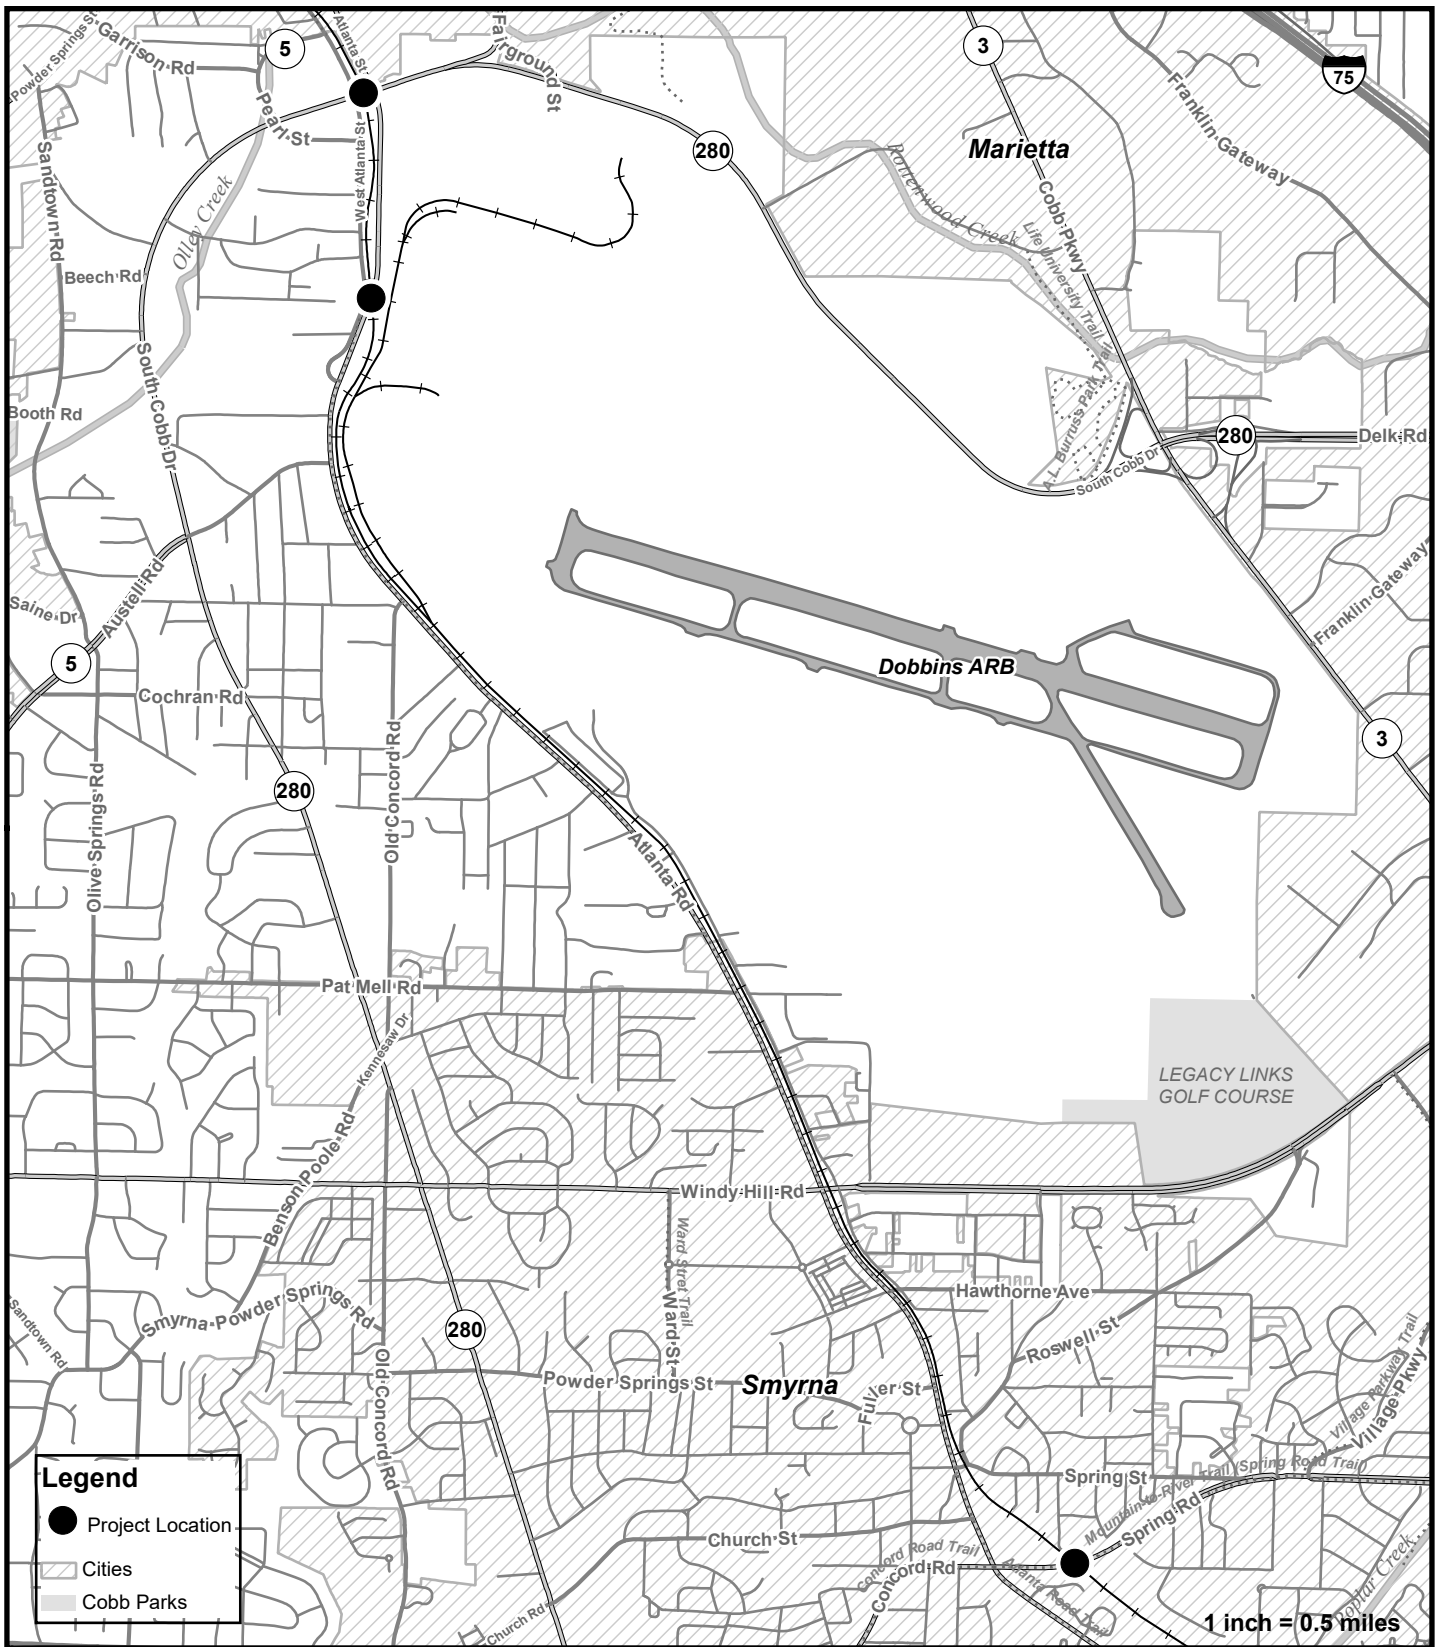 Powder Springs St
Garrison Rd
5
Atlanta St
Fairground St
3
75
Pearl St
West Atlanta St
280
Marietta
Franklin Gateway
Sandtown Rd
Olley Creek
Rottenwood Creek
Cobb Pkwy
Life University Trail
Beech Rd
South Cobb Dr
A.L. Burruss Park Trail
Booth Rd
280
Delk Rd
South Cobb Dr
Austell Rd
Saine Dr
Franklin Gateway
5
Dobbins ARB
Cochran Rd
Old Concord Rd
3
280
Olive Springs Rd
Atlanta Rd
Pat Mell Rd
Kennesaw Dr
LEGACY LINKS
GOLF COURSE
Benson Poole Rd
Windy Hill Rd
Ward Stret Trail
Ward St
Hawthorne Ave
Smyrna Powder Springs Rd
Sandtown Rd
280
Roswell St
Village Parkway Trail
Village Pkwy
Old Concord Rd
Powder Springs St
Smyrna
Fuller St
Spring St
Mountain-to-River Trail (Spring Road Trail)
Spring Rd
Church St
Concord Road Trail
Concord Rd
Atlanta Road Trail
Poplar Creek
Church Rd
Legend
Project Location
Cities
Cobb Parks
1 inch = 0.5 miles